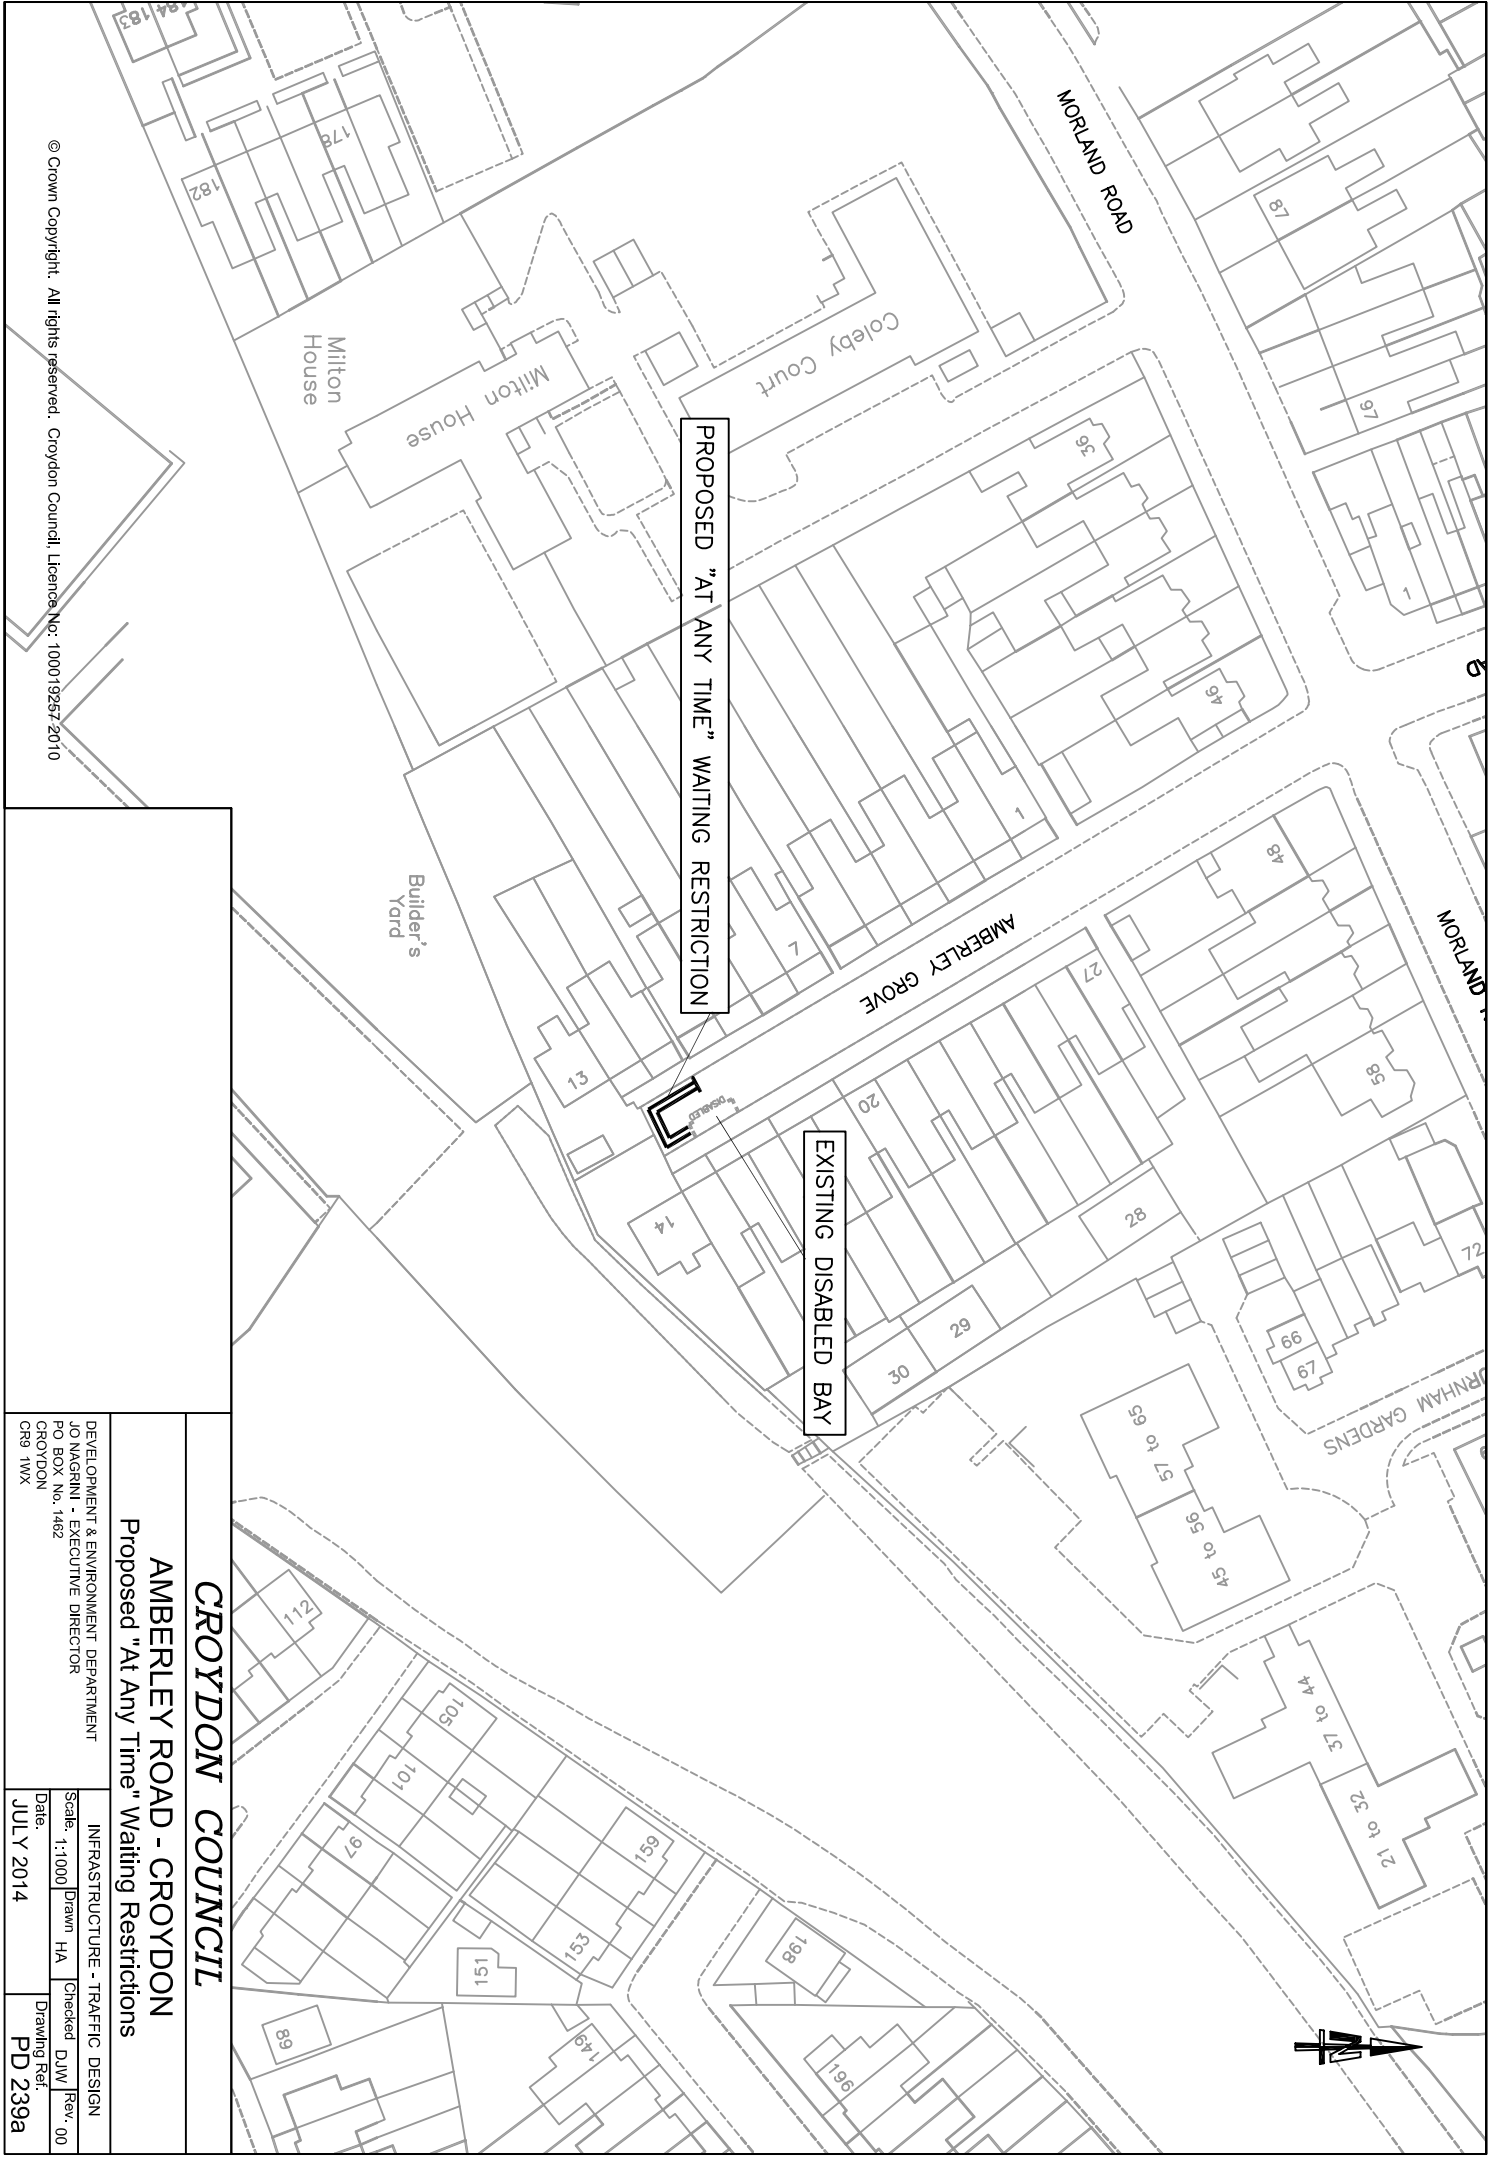 MORLAND ROAD
MORLAND
87
97
1
36
46
48
58
72
66
67
GARDENS
57 to 65
45 to 56
37 to 44
21 to 32
Coleby Court
Milton House
Milton
House
178
182
184
183
AMBERLEY GROVE
1
7
13
14
20
27
28
29
30
Builder's
Yard
PROPOSED "AT ANY TIME" WAITING RESTRICTION
EXISTING DISABLED BAY
"DISABLED"
112
105
101
97
159
153
151
149
89
198
196
N
© Crown Copyright. All rights reserved. Croydon Council, Licence No: 100019257 2010
CROYDON COUNCIL
AMBERLEY ROAD - CROYDON
Proposed "At Any Time" Waiting Restrictions
DEVELOPMENT & ENVIRONMENT DEPARTMENT
JO NAGRINI - EXECUTIVE DIRECTOR
PO BOX No. 1462
CROYDON
CR9 1WX
INFRASTRUCTURE - TRAFFIC DESIGN
Scale. 1:1000 Drawn HA Checked DJW Rev. 00
Date. JULY 2014
Drawing Ref. PD 239a